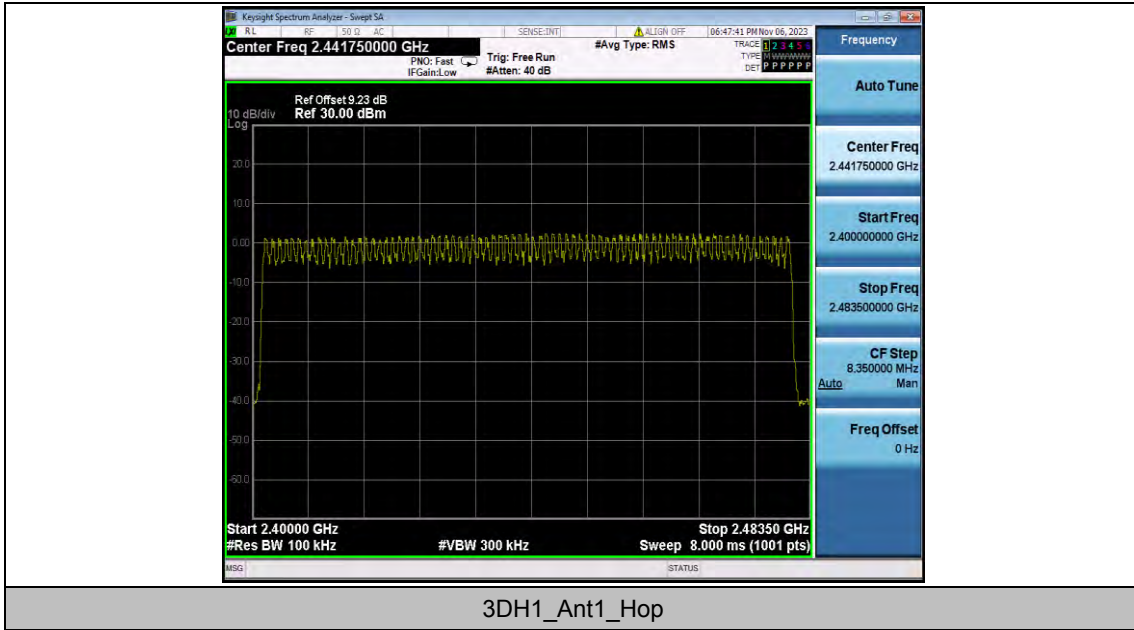 Keysight Spectrum Analyzer - Swept SA
RL RF 50 Ω AC SENSE:INT ALIGN OFF 06:47:41 PM Nov 06, 2023
Center Freq 2.441750000 GHz #Avg Type: RMS TRACE 1 2 3 4 5 6
PNO: Fast Trig: Free Run TYPE M WWWWW
IFGain:Low #Atten: 40 dB DET P P P P P P
Ref Offset 9.23 dB
10 dB/div Ref 30.00 dBm
Log
20.0
10.0
0.00
-10.0
-20.0
-30.0
-40.0
-50.0
-60.0
Start 2.40000 GHz Stop 2.48350 GHz
#Res BW 100 kHz #VBW 300 kHz Sweep 8.000 ms (1001 pts)
MSG STATUS
Frequency
Auto Tune
Center Freq
2.441750000 GHz
Start Freq
2.400000000 GHz
Stop Freq
2.483500000 GHz
CF Step
8.350000 MHz
Auto Man
Freq Offset
0 Hz
3DH1_Ant1_Hop